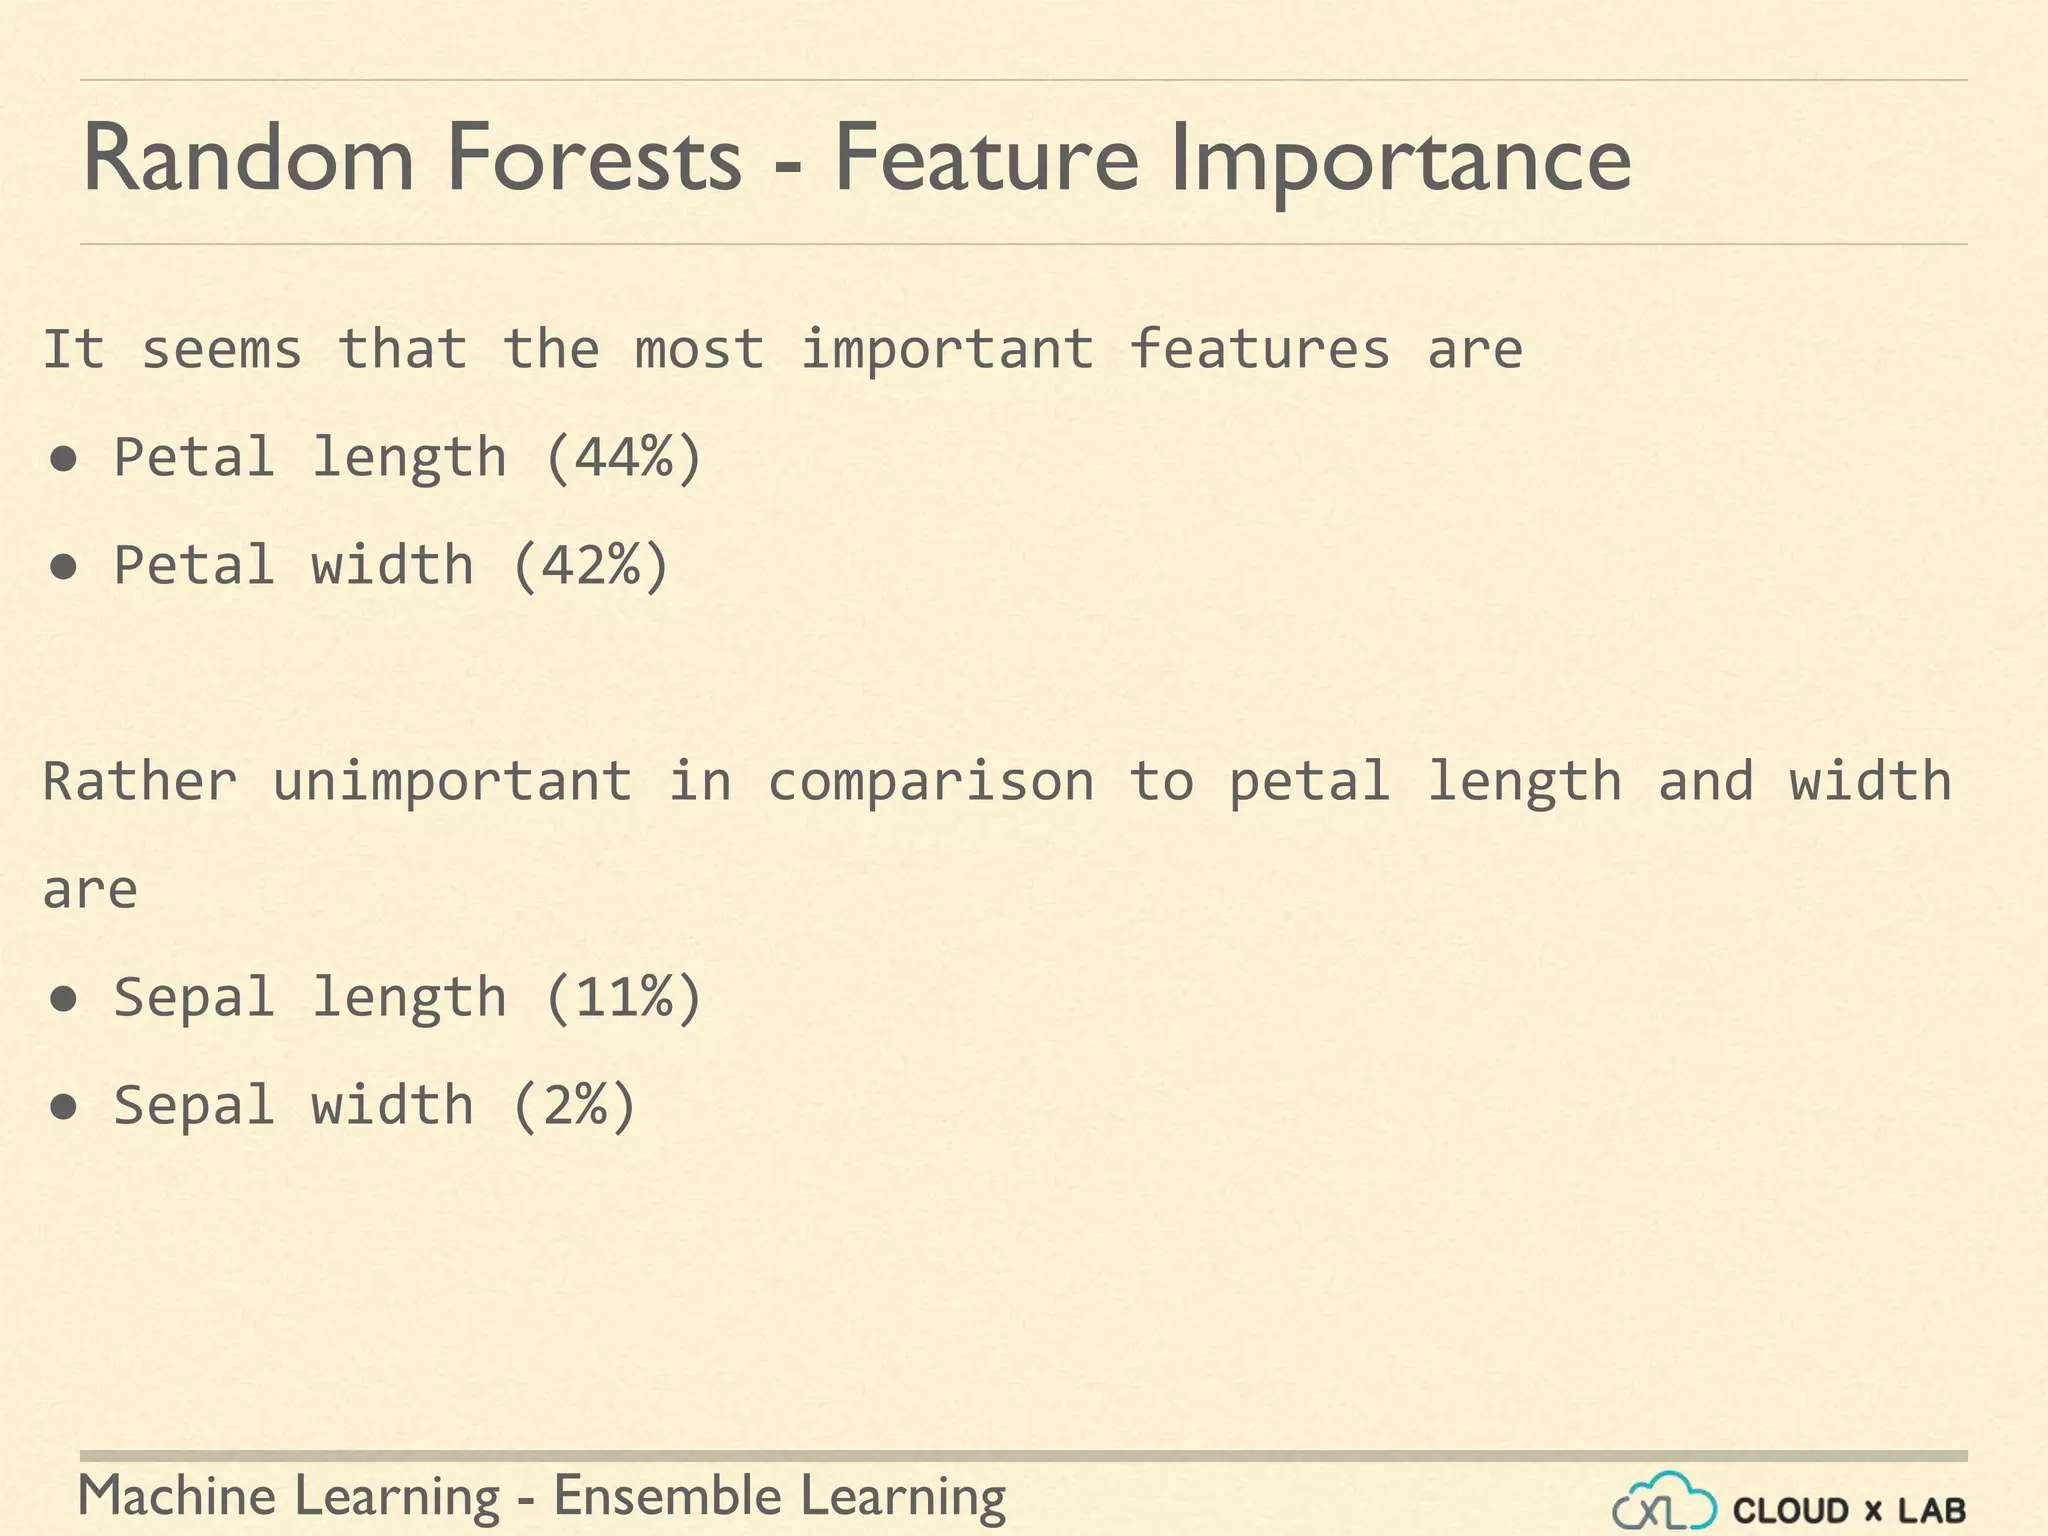 Random Forests - Feature Importance
It seems that the most important features are
● Petal length (44%)
● Petal width (42%)
Rather unimportant in comparison to petal length and width
are
● Sepal length (11%)
● Sepal width (2%)
Machine Learning - Ensemble Learning
CXL CLOUD x LAB